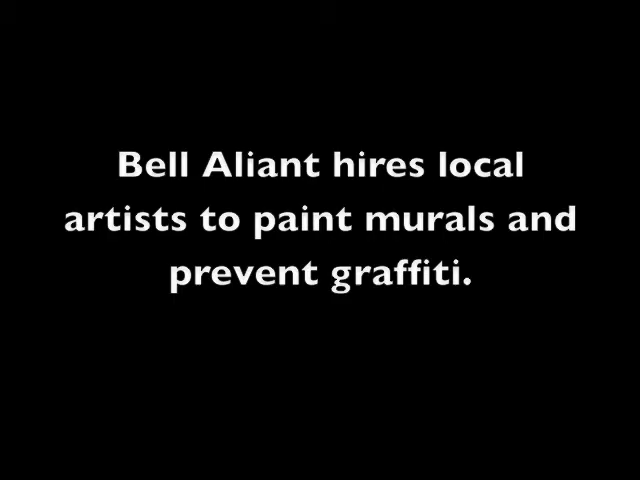 Bell Aliant hires local
artists to paint murals and
prevent graffiti.